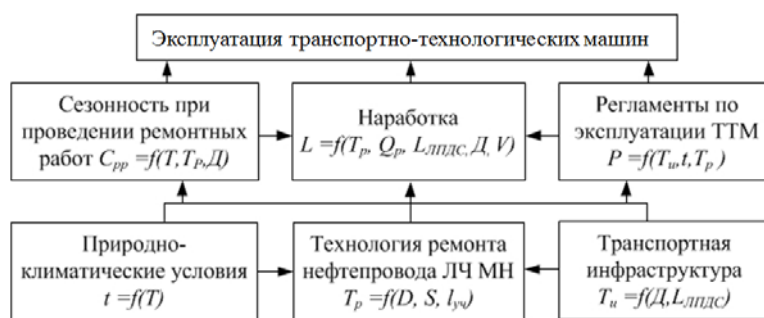 Эксплуатация транспортно-технологических машин
Сезонность при
проведении ремонтных
работ Cрр =f(T,TР,Д)
Наработка
L =f(Tр, Qр, LЛПДС, Д, V)
Регламенты по
эксплуатации ТТМ
P =f(Tи,t,Tр )
Природно-
климатические условия
t =f(T)
Технология ремонта
нефтепровода ЛЧ МН
Tр =f(D, S, lуч)
Транспортная
инфраструктура
Tи =f(Д,LЛПДС)